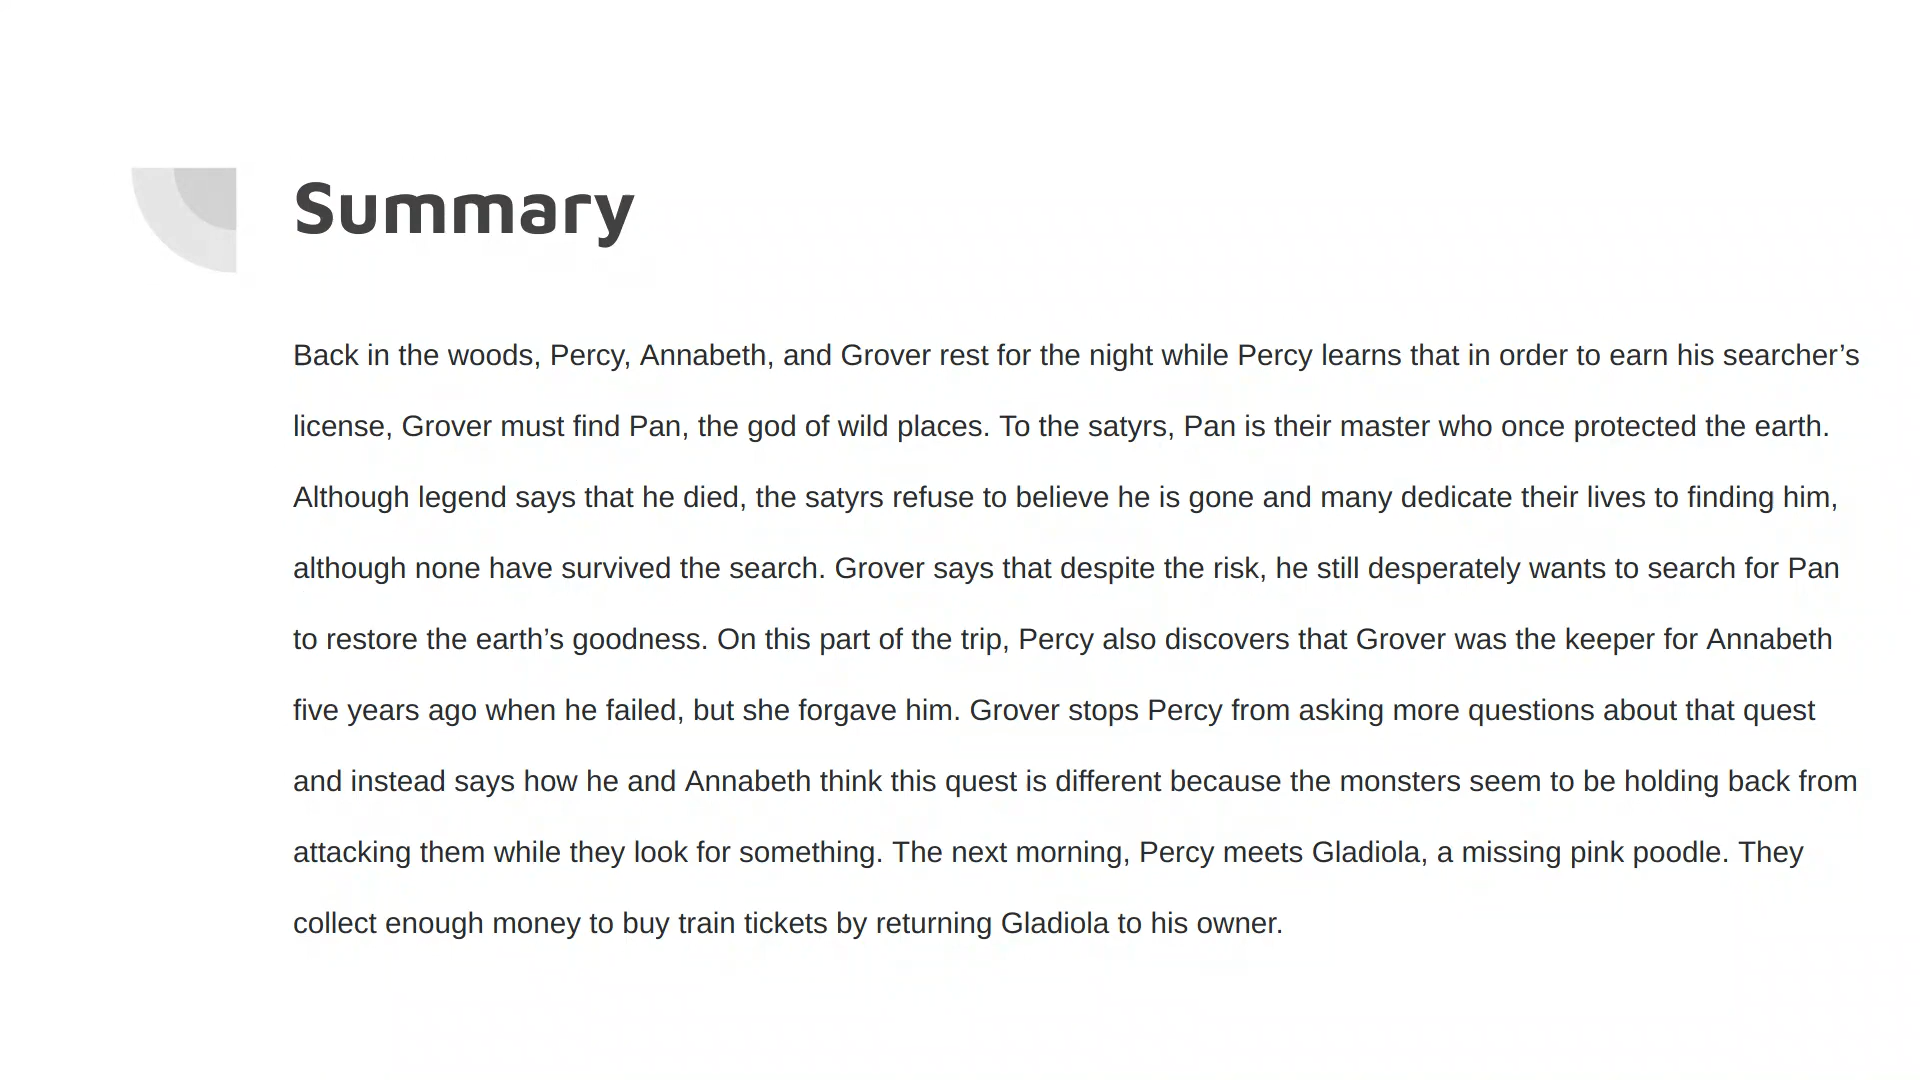 Summary
Back in the woods, Percy, Annabeth, and Grover rest for the night while Percy learns that in order to earn his searcher’s
license, Grover must find Pan, the god of wild places. To the satyrs, Pan is their master who once protected the earth.
Although legend says that he died, the satyrs refuse to believe he is gone and many dedicate their lives to finding him,
although none have survived the search. Grover says that despite the risk, he still desperately wants to search for Pan
to restore the earth’s goodness. On this part of the trip, Percy also discovers that Grover was the keeper for Annabeth
five years ago when he failed, but she forgave him. Grover stops Percy from asking more questions about that quest
and instead says how he and Annabeth think this quest is different because the monsters seem to be holding back from
attacking them while they look for something. The next morning, Percy meets Gladiola, a missing pink poodle. They
collect enough money to buy train tickets by returning Gladiola to his owner.